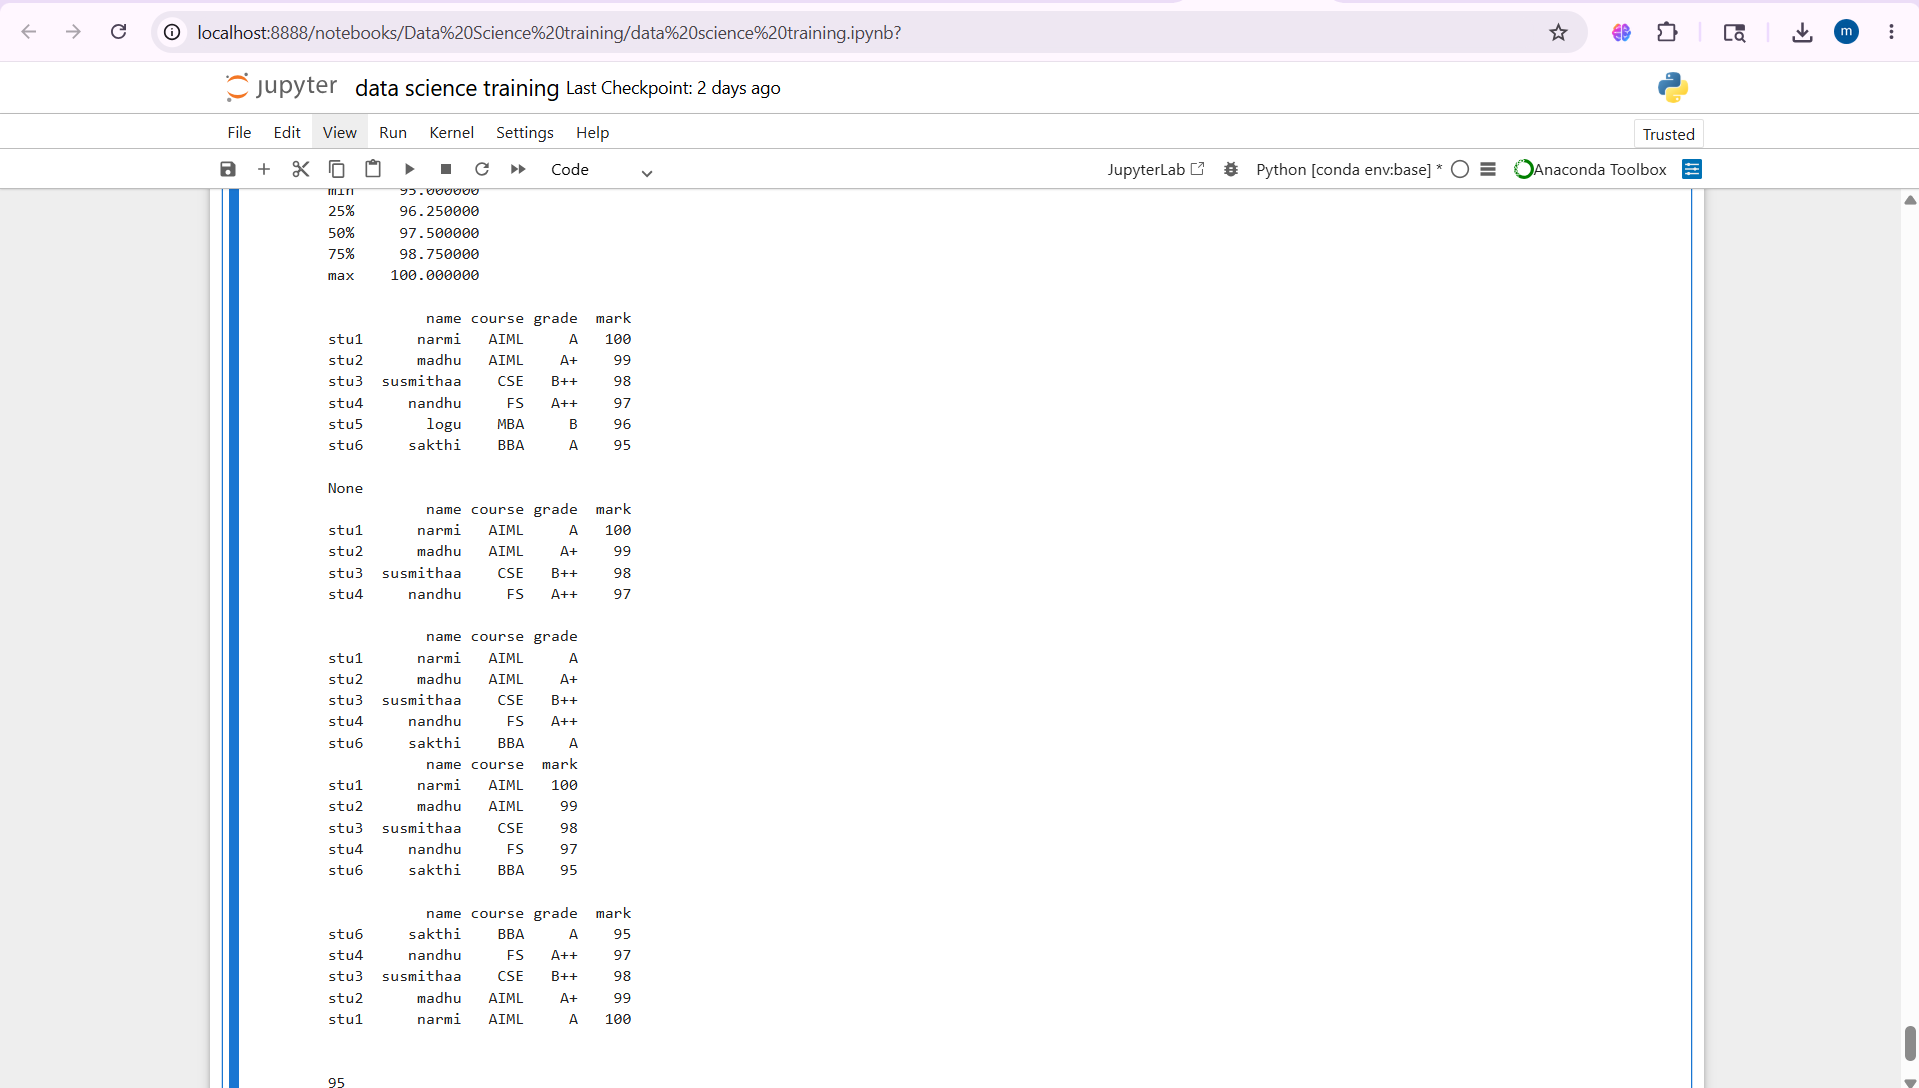 localhost:8888/notebooks/Data%20Science%20training/data%20science%20training.ipynb?
m
jupyter data science training Last Checkpoint: 2 days ago
File Edit View Run Kernel Settings Help
Trusted
Code
JupyterLab Python [conda env:base] * Anaconda Toolbox
min     95.000000
25%     96.250000
50%     97.500000
75%     98.750000
max    100.000000
           name course grade  mark
stu1      narmi   AIML     A   100
stu2      madhu   AIML    A+    99
stu3  susmithaa    CSE   B++    98
stu4     nandhu     FS   A++    97
stu5       logu    MBA     B    96
stu6     sakthi    BBA     A    95
None
           name course grade  mark
stu1      narmi   AIML     A   100
stu2      madhu   AIML    A+    99
stu3  susmithaa    CSE   B++    98
stu4     nandhu     FS   A++    97
           name course grade
stu1      narmi   AIML     A
stu2      madhu   AIML    A+
stu3  susmithaa    CSE   B++
stu4     nandhu     FS   A++
stu6     sakthi    BBA     A
           name course  mark
stu1      narmi   AIML   100
stu2      madhu   AIML    99
stu3  susmithaa    CSE    98
stu4     nandhu     FS    97
stu6     sakthi    BBA    95
           name course grade  mark
stu6     sakthi    BBA     A    95
stu4     nandhu     FS   A++    97
stu3  susmithaa    CSE   B++    98
stu2      madhu   AIML    A+    99
stu1      narmi   AIML     A   100
95